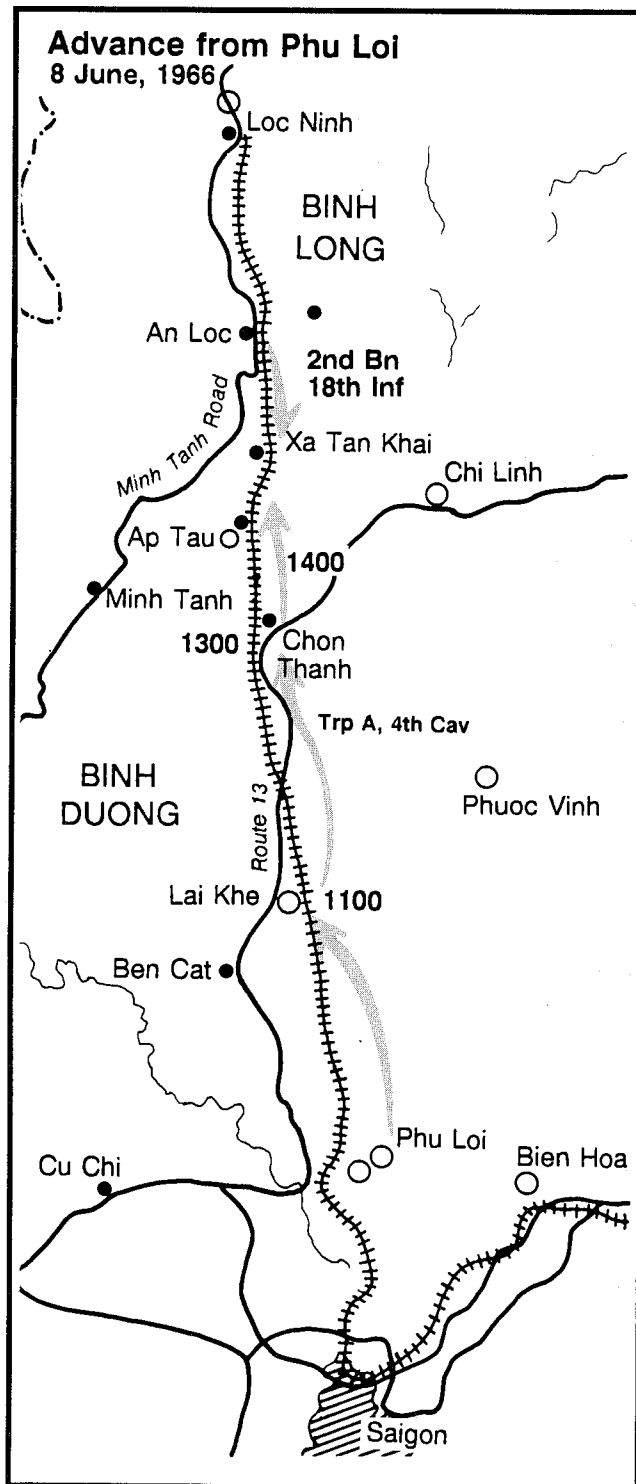 Advance from Phu Loi
8 June, 1966
Loc Ninh
BINH
LONG
An Loc
2nd Bn
18th Inf
Minh Tanh Road
Xa Tan Khai
Chi Linh
Ap Tau
1400
Minh Tanh
1300
Chon
Thanh
Trp A, 4th Cav
BINH
DUONG
Route 13
Phuoc Vinh
Lai Khe
1100
Ben Cat
Phu Loi
Bien Hoa
Cu Chi
Saigon